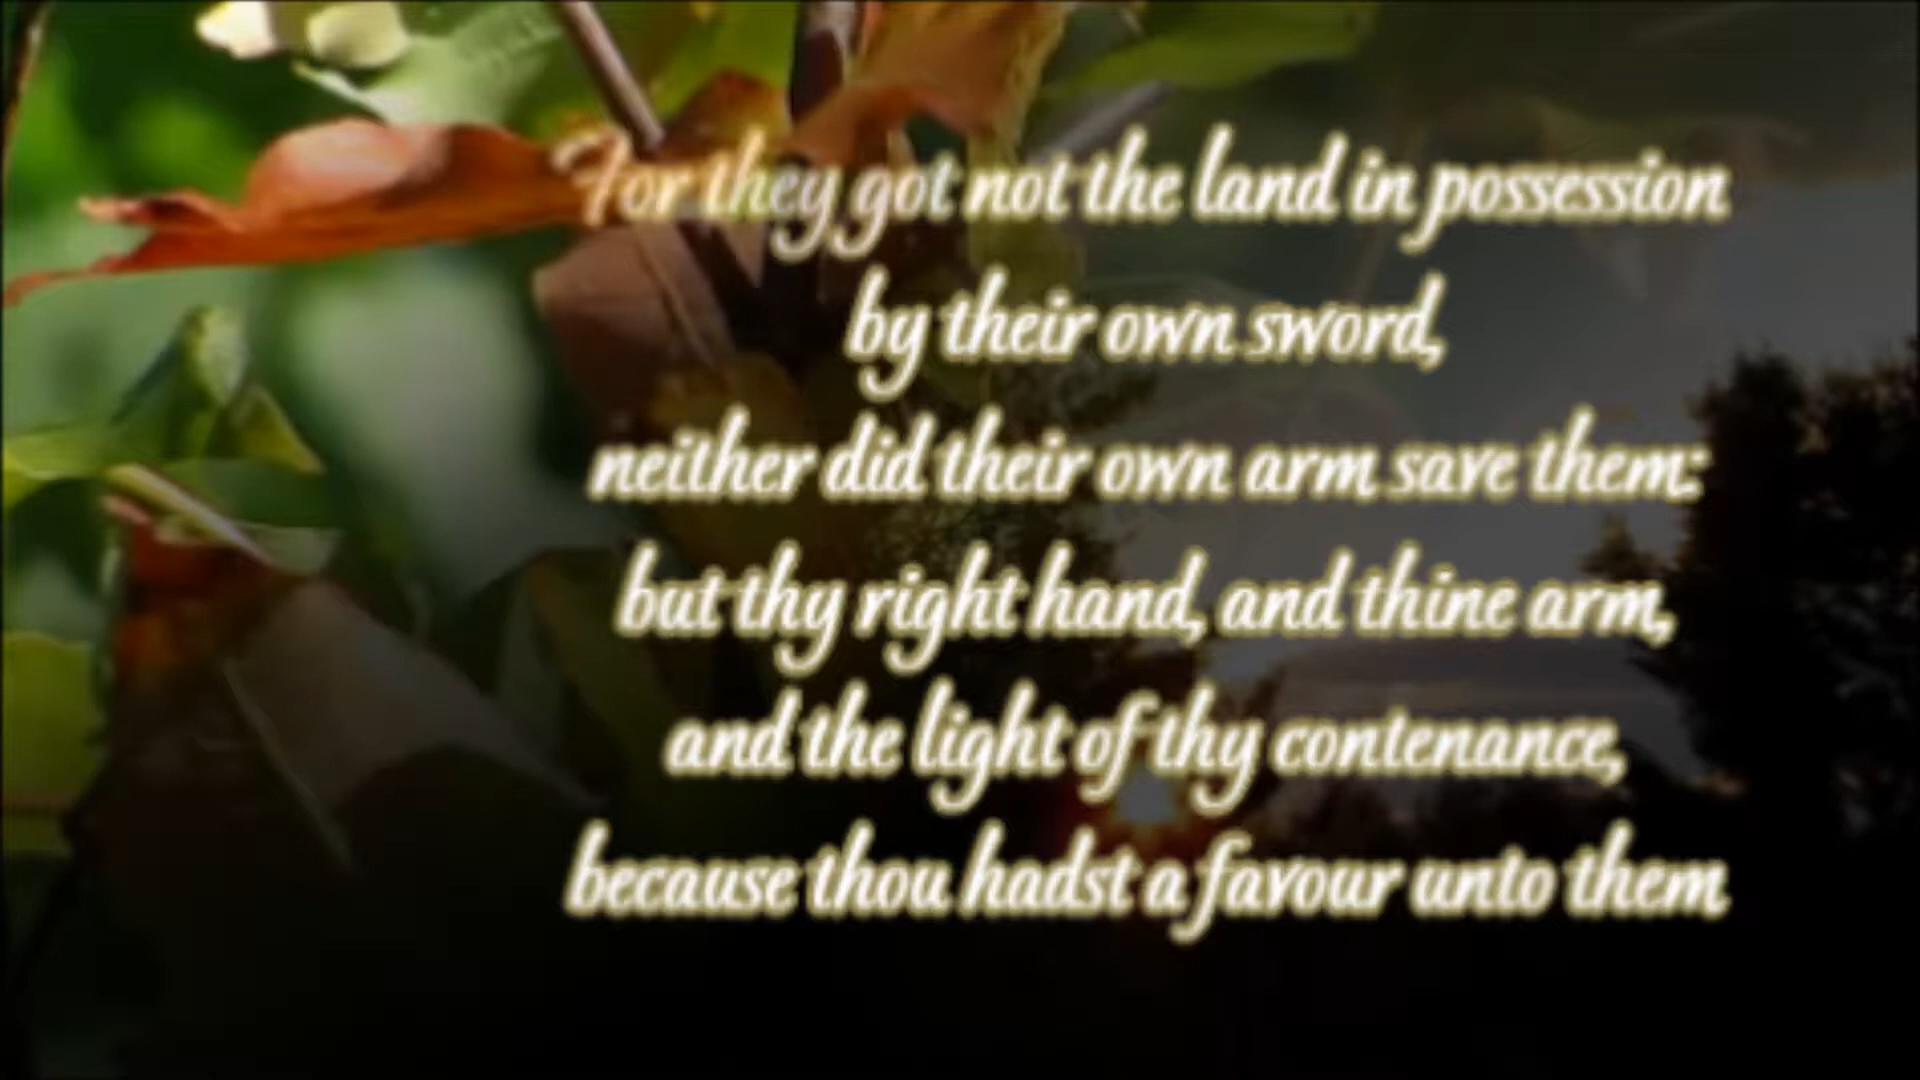 For they got not the land in possession
by their own sword,
neither did their own arm save them:
but thy right hand, and thine arm,
and the light of thy contenance,
because thou hadst a favour unto them